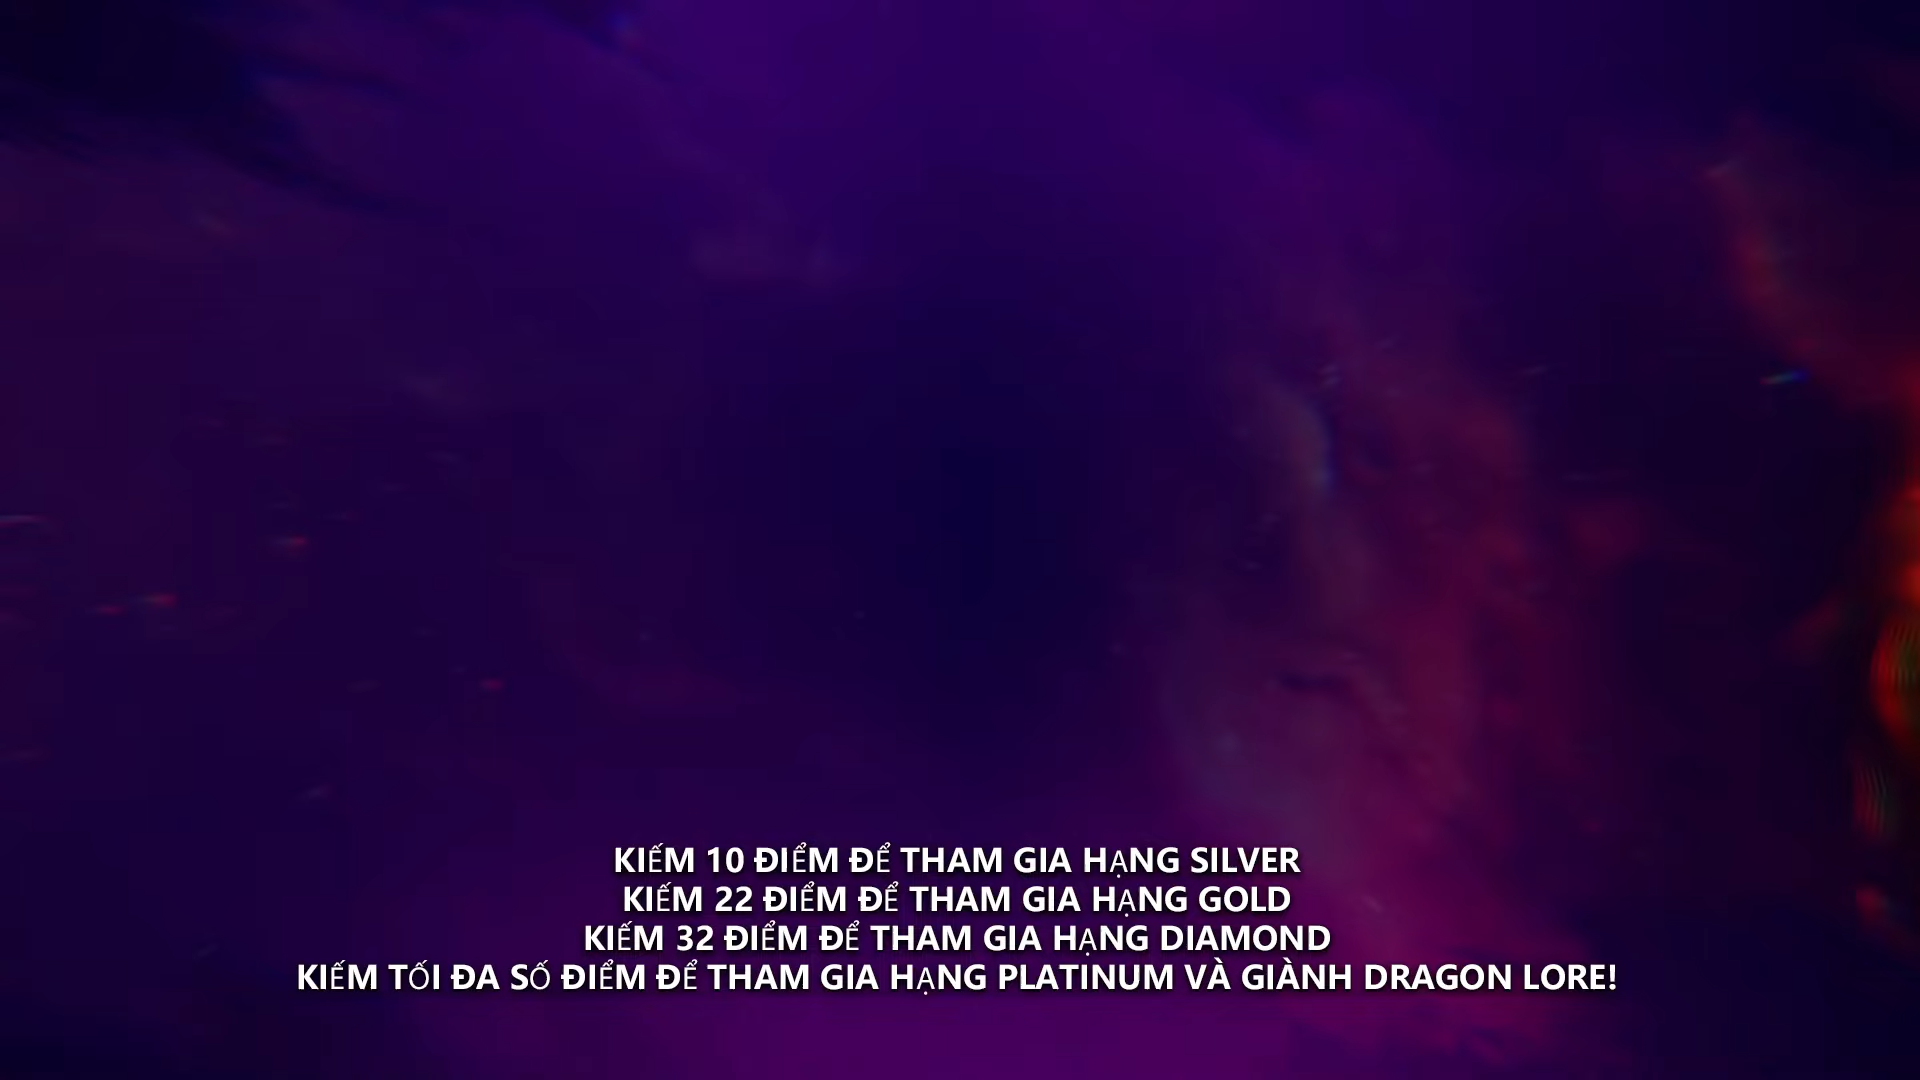 KIẾM 10 ĐIỂM ĐỂ THAM GIA HẠNG SILVER
KIẾM 22 ĐIỂM ĐỂ THAM GIA HẠNG GOLD
KIẾM 32 ĐIỂM ĐỂ THAM GIA HẠNG DIAMOND
KIẾM TỐI ĐA SỐ ĐIỂM ĐỂ THAM GIA HẠNG PLATINUM VÀ GIÀNH DRAGON LORE!